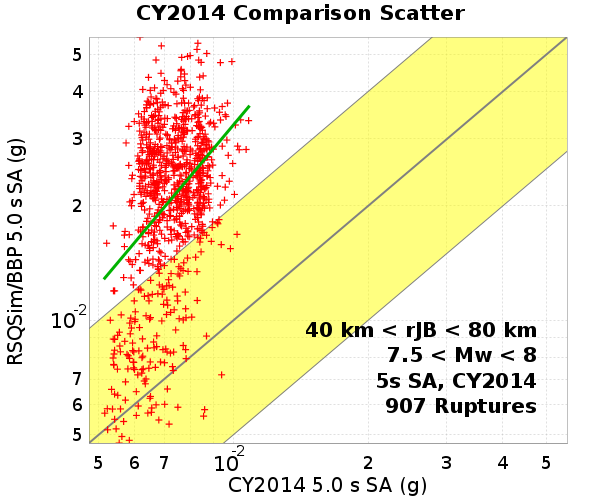 CY2014 Comparison Scatter
RSQSim/BBP 5.0 s SA (g)
5
4
3
2
10-2
7
6
5
40 km < rJB < 80 km
7.5 < Mw < 8
5s SA, CY2014
907 Ruptures
5 6 7 10-2 2 3 4 5
CY2014 5.0 s SA (g)